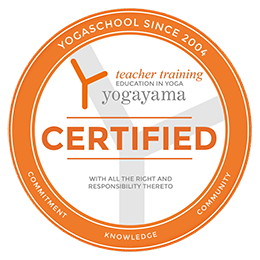 YOGASCHOOL SINCE 2004
teacher training
EDUCATION IN YOGA
yogayama
CERTIFIED
WITH ALL THE RIGHT AND
RESPONSIBILITY THERETO
COMMITMENT
KNOWLEDGE
COMMUNITY